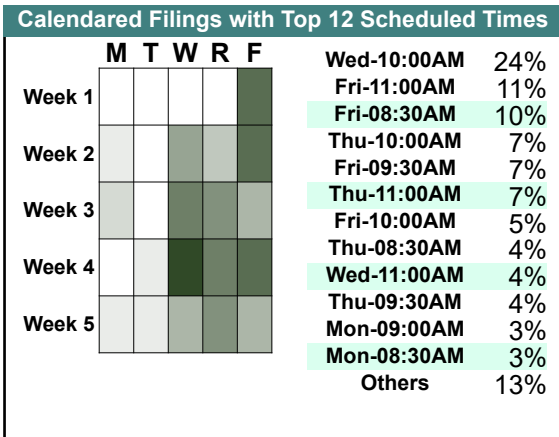 Calendared Filings with Top 12 Scheduled Times
M T W R F
Week 1
Week 2
Week 3
Week 4
Week 5
Wed-10:00AM 24%
Fri-11:00AM 11%
Fri-08:30AM 10%
Thu-10:00AM 7%
Fri-09:30AM 7%
Thu-11:00AM 7%
Fri-10:00AM 5%
Thu-08:30AM 4%
Wed-11:00AM 4%
Thu-09:30AM 4%
Mon-09:00AM 3%
Mon-08:30AM 3%
Others 13%